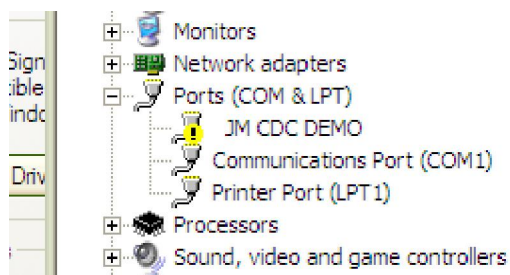 Monitors
Sign
Network adapters
tible
Ports (COM & LPT)
indo
JM CDC DEMO
Communications Port (COM1)
Driv
Printer Port (LPT1)
Processors
Sound, video and game controllers